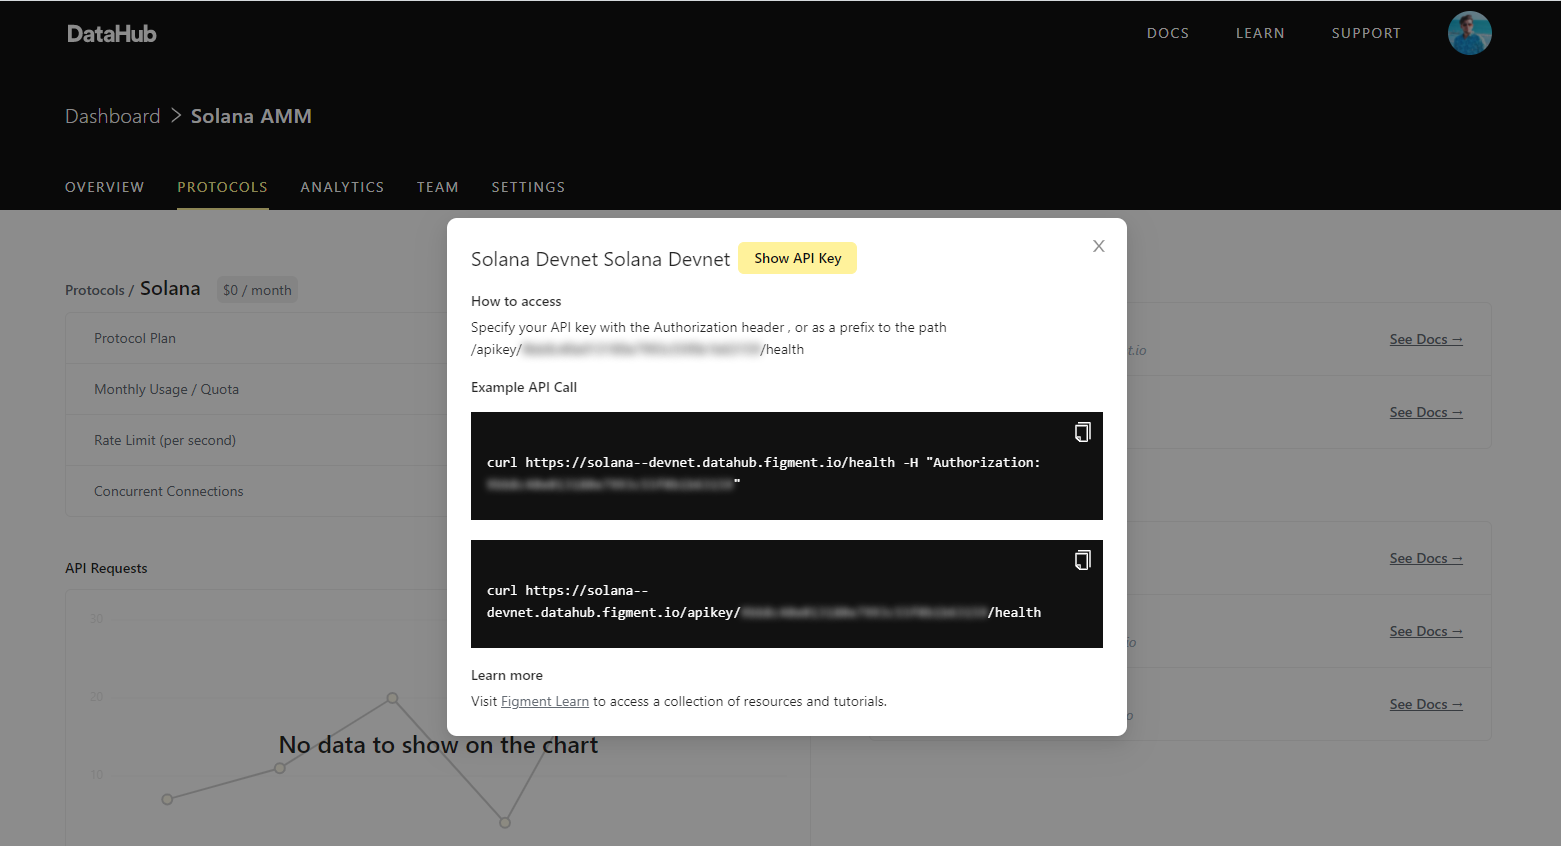 DataHub
DOCS LEARN SUPPORT
Dashboard > Solana AMM
OVERVIEW PROTOCOLS ANALYTICS TEAM SETTINGS
Solana Devnet Solana Devnet Show API Key X
How to access
Specify your API key with the Authorization header , or as a prefix to the path
/apikey/ /health
Example API Call
curl https://solana--devnet.datahub.figment.io/health -H "Authorization:
"
curl https://solana--
devnet.datahub.figment.io/apikey/ /health
Learn more
Visit Figment Learn to access a collection of resources and tutorials.
Protocols / Solana $0 / month
Protocol Plan
Monthly Usage / Quota
Rate Limit (per second)
Concurrent Connections
API Requests
30
20
10
No data to show on the chart
t.io
See Docs →
See Docs →
See Docs →
io
See Docs →
o
See Docs →